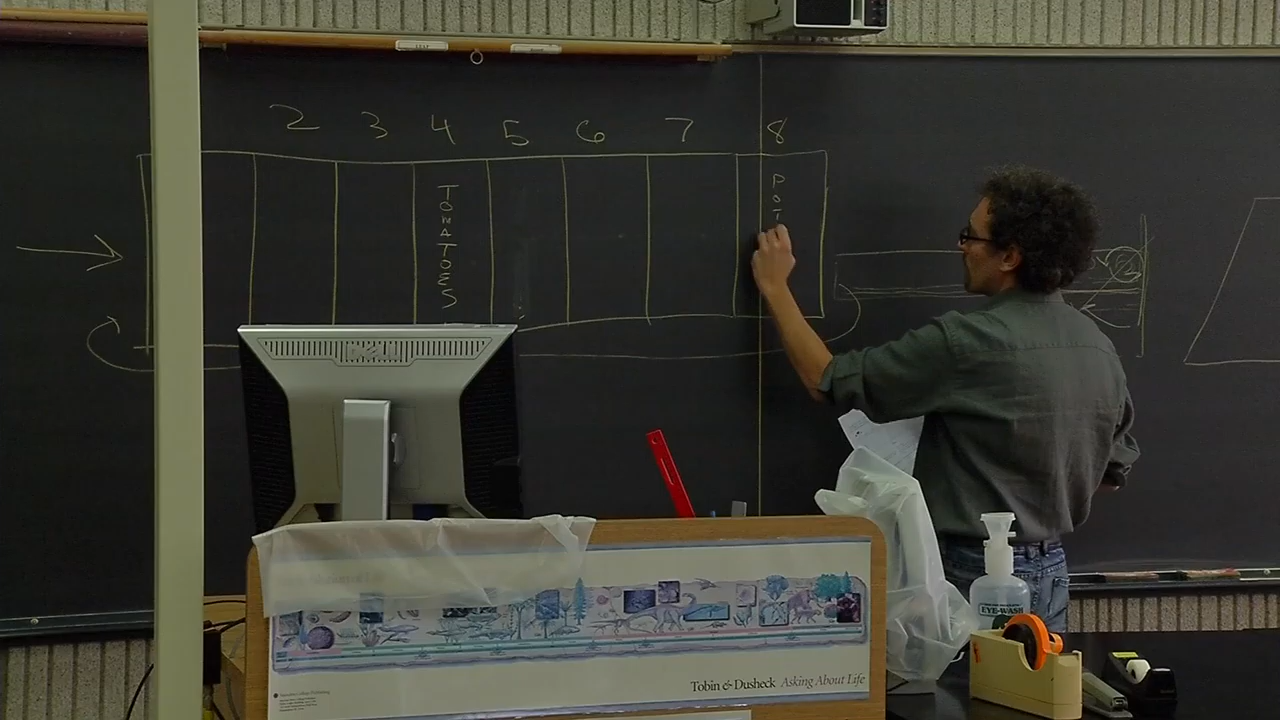 2 3 4 5 6 7 8
TOMATOES
POT
EYE-WASH
Tobin & Dusheck Asking About Life